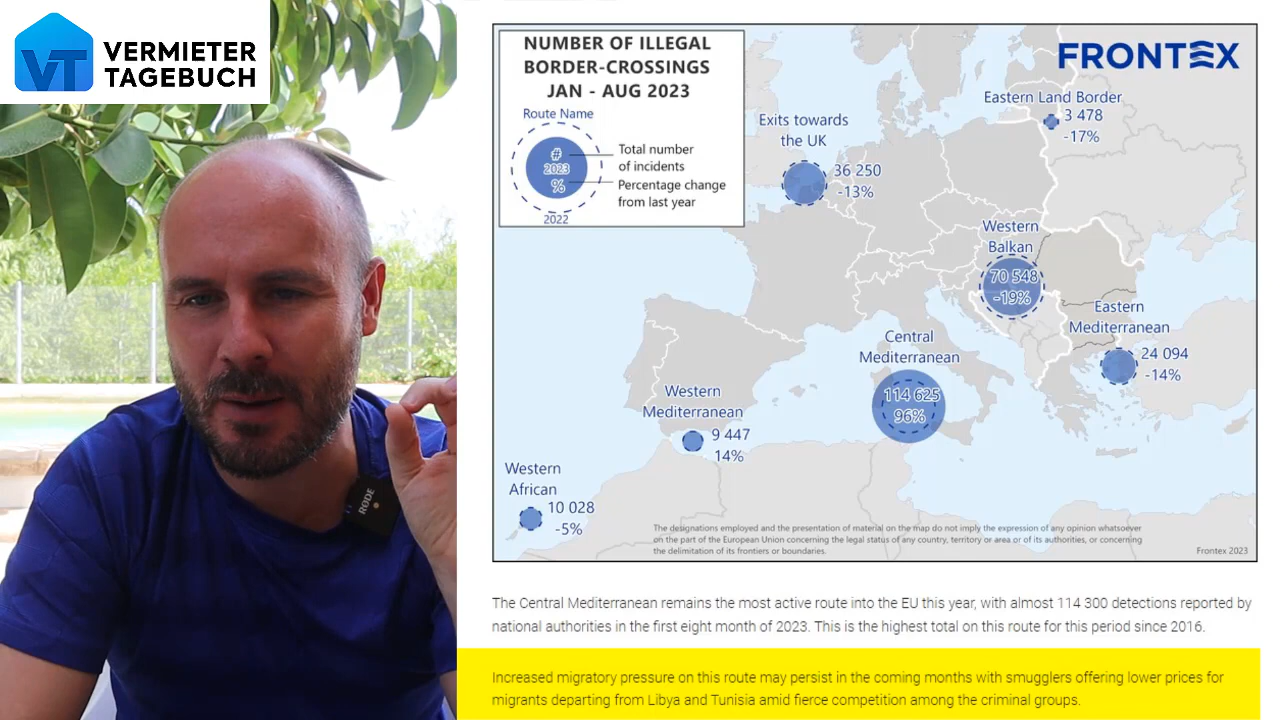 VT
VERMIETER
TAGEBUCH
NUMBER OF ILLEGAL
BORDER-CROSSINGS
JAN - AUG 2023
Route Name
#
2023
%
2022
Total number
of incidents
Percentage change
from last year
FRONTEX
Eastern Land Border
3 478
-17%
Exits towards
the UK
36 250
-13%
Western
Balkan
70 548
-19%
Eastern
Mediterranean
24 094
-14%
Central
Mediterranean
114 625
96%
Western
Mediterranean
9 447
14%
Western
African
10 028
-5%
RODE
The designations employed and the presentation of material on the map do not imply the expression of any opinion whatsoever
on the part of the European Union concerning the legal status of any country, territory or area or of its authorities, or concerning
the delimitation of its frontiers or boundaries.
Frontex 2023
The Central Mediterranean remains the most active route into the EU this year, with almost 114 300 detections reported by
national authorities in the first eight month of 2023. This is the highest total on this route for this period since 2016.
Increased migratory pressure on this route may persist in the coming months with smugglers offering lower prices for
migrants departing from Libya and Tunisia amid fierce competition among the criminal groups.